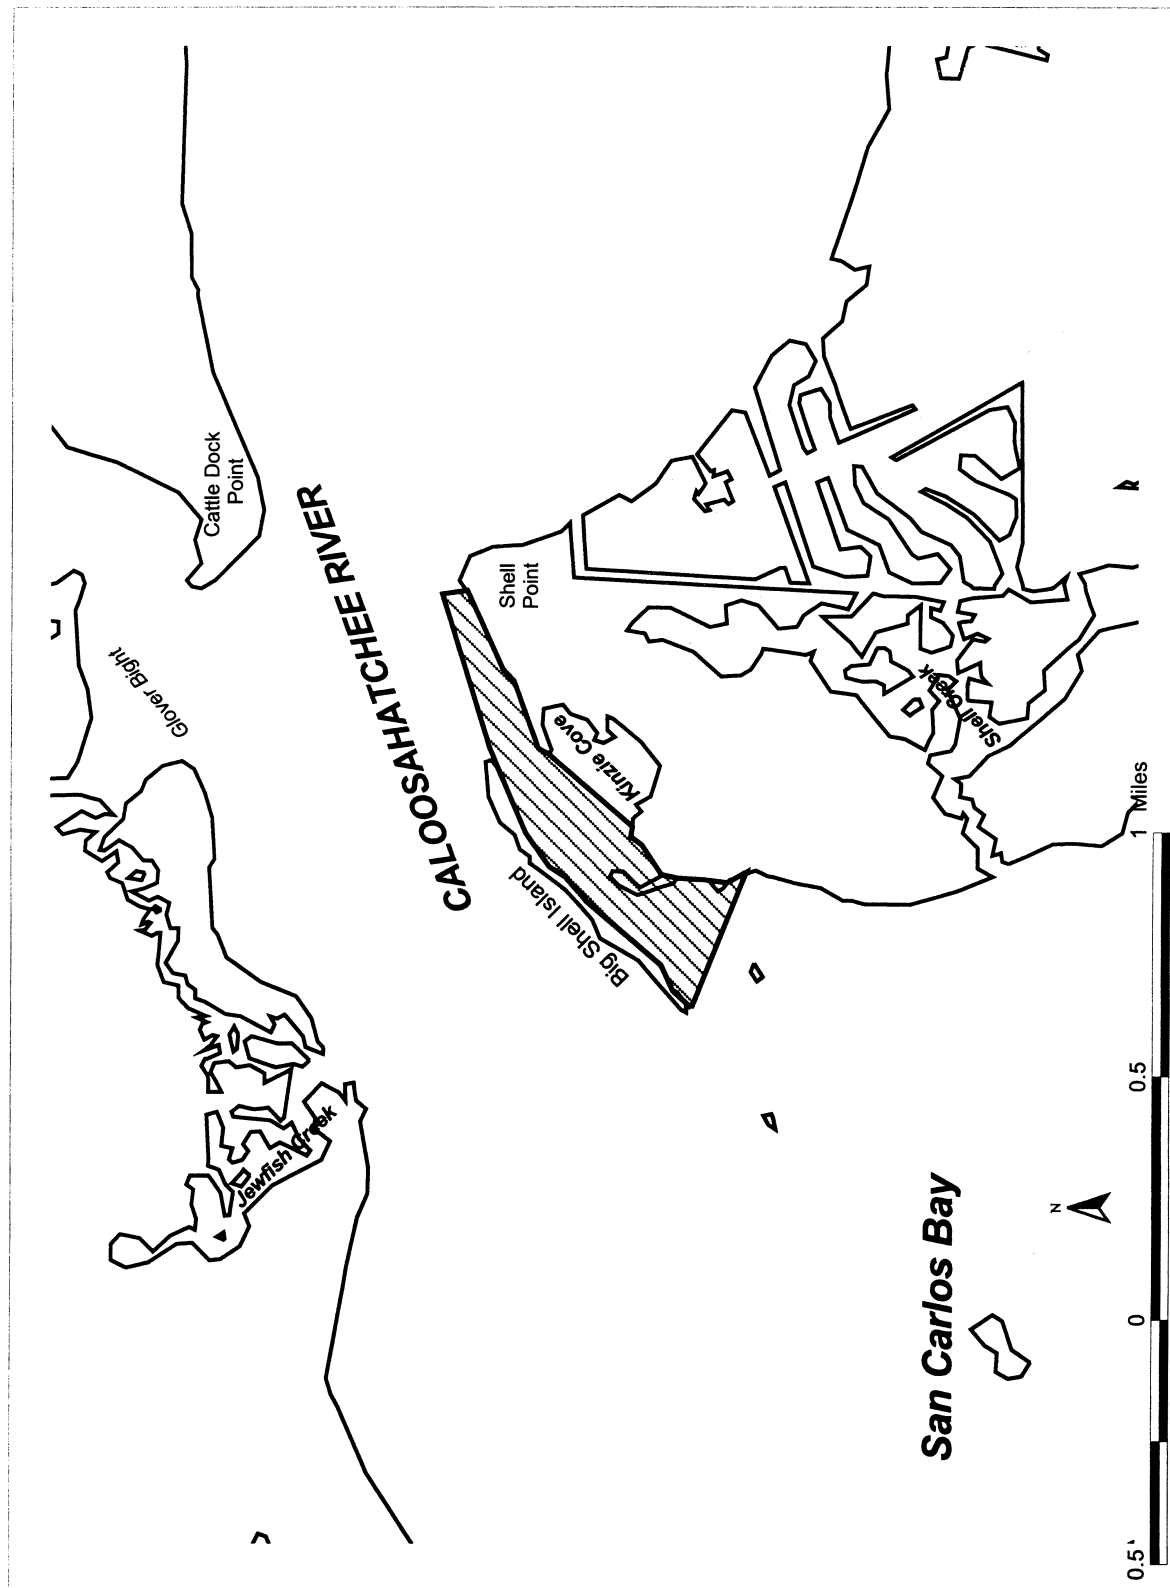 Cattle Dock
Point
Glover Bight
CALOOSAHATCHEE RIVER
Shell
Point
Kinzie Cove
Big Shell Island
Shell Creek
Jewfish Creek
San Carlos Bay
N
0.5
0
0.5
1 Miles